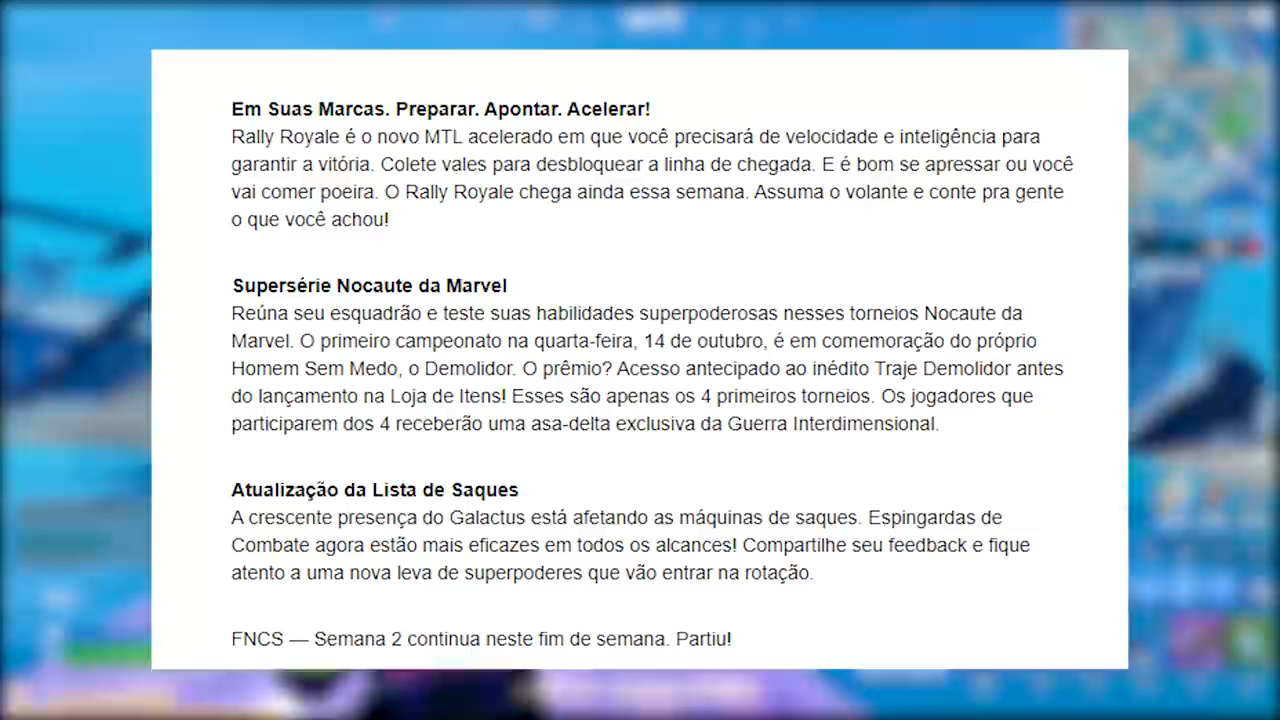 Em Suas Marcas. Preparar. Apontar. Acelerar!
Rally Royale é o novo MTL acelerado em que você precisará de velocidade e inteligência para
garantir a vitória. Colete vales para desbloquear a linha de chegada. E é bom se apressar ou você
vai comer poeira. O Rally Royale chega ainda essa semana. Assuma o volante e conte pra gente
o que você achou!
Supersérie Nocaute da Marvel
Reúna seu esquadrão e teste suas habilidades superpoderosas nesses torneios Nocaute da
Marvel. O primeiro campeonato na quarta-feira, 14 de outubro, é em comemoração do próprio
Homem Sem Medo, o Demolidor. O prêmio? Acesso antecipado ao inédito Traje Demolidor antes
do lançamento na Loja de Itens! Esses são apenas os 4 primeiros torneios. Os jogadores que
participarem dos 4 receberão uma asa-delta exclusiva da Guerra Interdimensional.
Atualização da Lista de Saques
A crescente presença do Galactus está afetando as máquinas de saques. Espingardas de
Combate agora estão mais eficazes em todos os alcances! Compartilhe seu feedback e fique
atento a uma nova leva de superpoderes que vão entrar na rotação.
FNCS — Semana 2 continua neste fim de semana. Partiu!